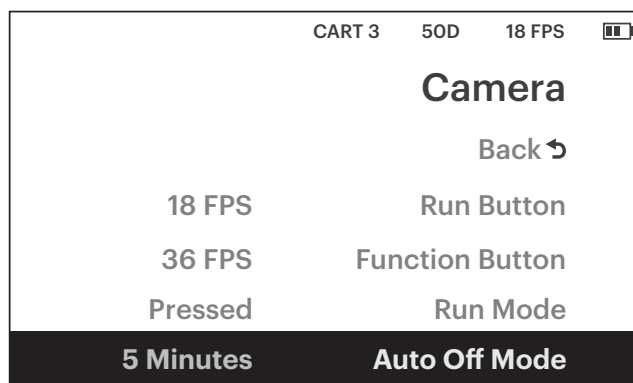 CART 3 50D 18 FPS
Camera
Back
18 FPS Run Button
36 FPS Function Button
Pressed Run Mode
5 Minutes Auto Off Mode